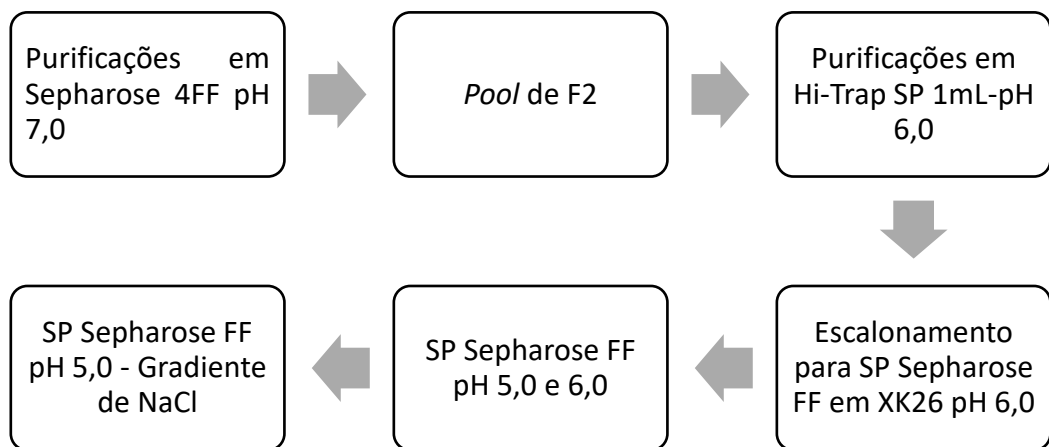 Purificações em
Sepharose 4FF pH
7,0
Pool de F2
Purificações em
Hi-Trap SP 1mL-pH
6,0
Escalonamento
para SP Sepharose
FF em XK26 pH 6,0
SP Sepharose FF
pH 5,0 e 6,0
SP Sepharose FF
pH 5,0 - Gradiente
de NaCl